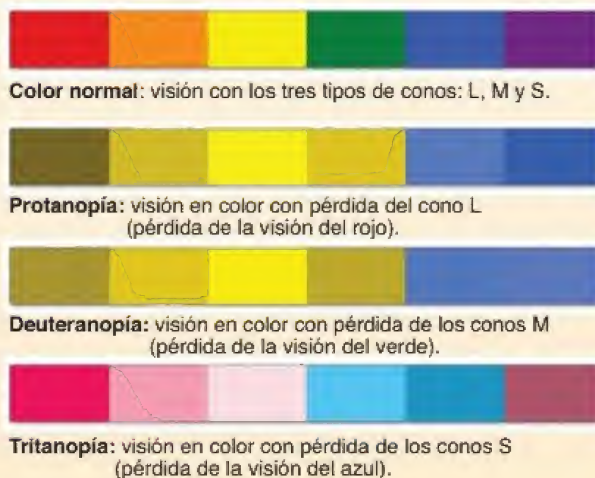 Color normal: visión con los tres tipos de conos: L, M y S.
Protanopía: visión en color con pérdida del cono L
(pérdida de la visión del rojo).
Deuteranopía: visión en color con pérdida de los conos M
(pérdida de la visión del verde).
Tritanopía: visión en color con pérdida de los conos S
(pérdida de la visión del azul).